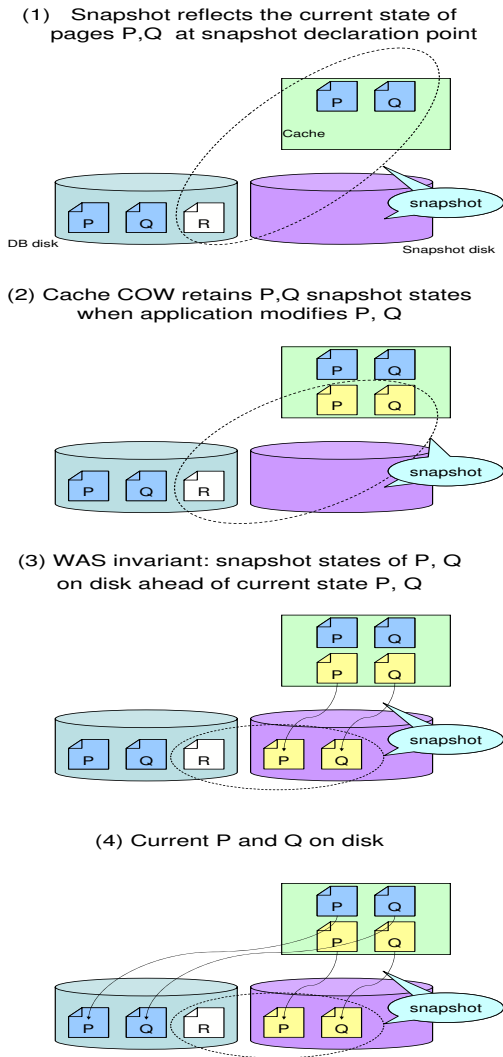 (1) Snapshot reflects the current state of
pages P,Q at snapshot declaration point
P Q
Cache
snapshot
P Q R
DB disk
Snapshot disk
(2) Cache COW retains P,Q snapshot states
when application modifies P, Q
P Q
P Q
snapshot
P Q R
(3) WAS invariant: snapshot states of P, Q
on disk ahead of current state P, Q
P Q
P Q
snapshot
P Q R P Q
(4) Current P and Q on disk
P Q
P Q
snapshot
P Q R P Q